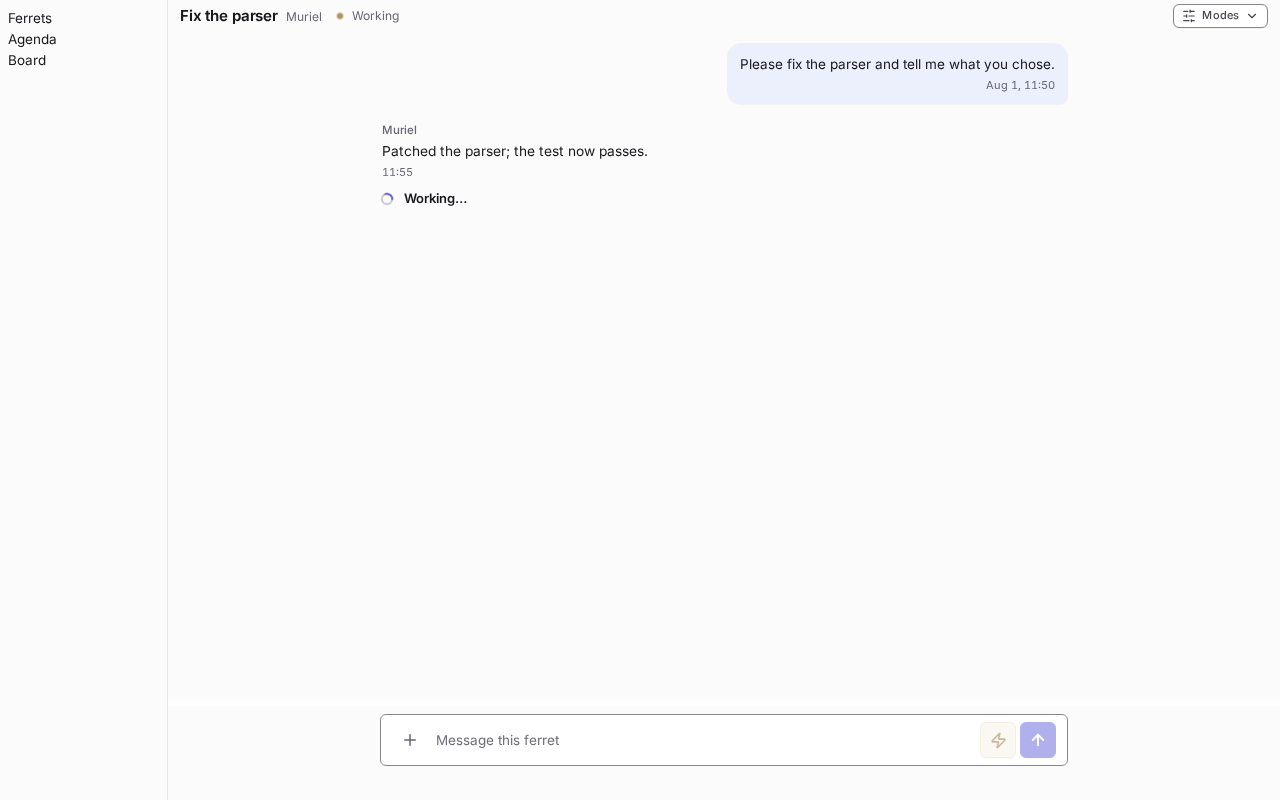 Ferrets
Agenda
Board
Fix the parser Muriel Working
Modes
Please fix the parser and tell me what you chose.
Aug 1, 11:50
Muriel
Patched the parser; the test now passes.
11:55
Working…
Message this ferret